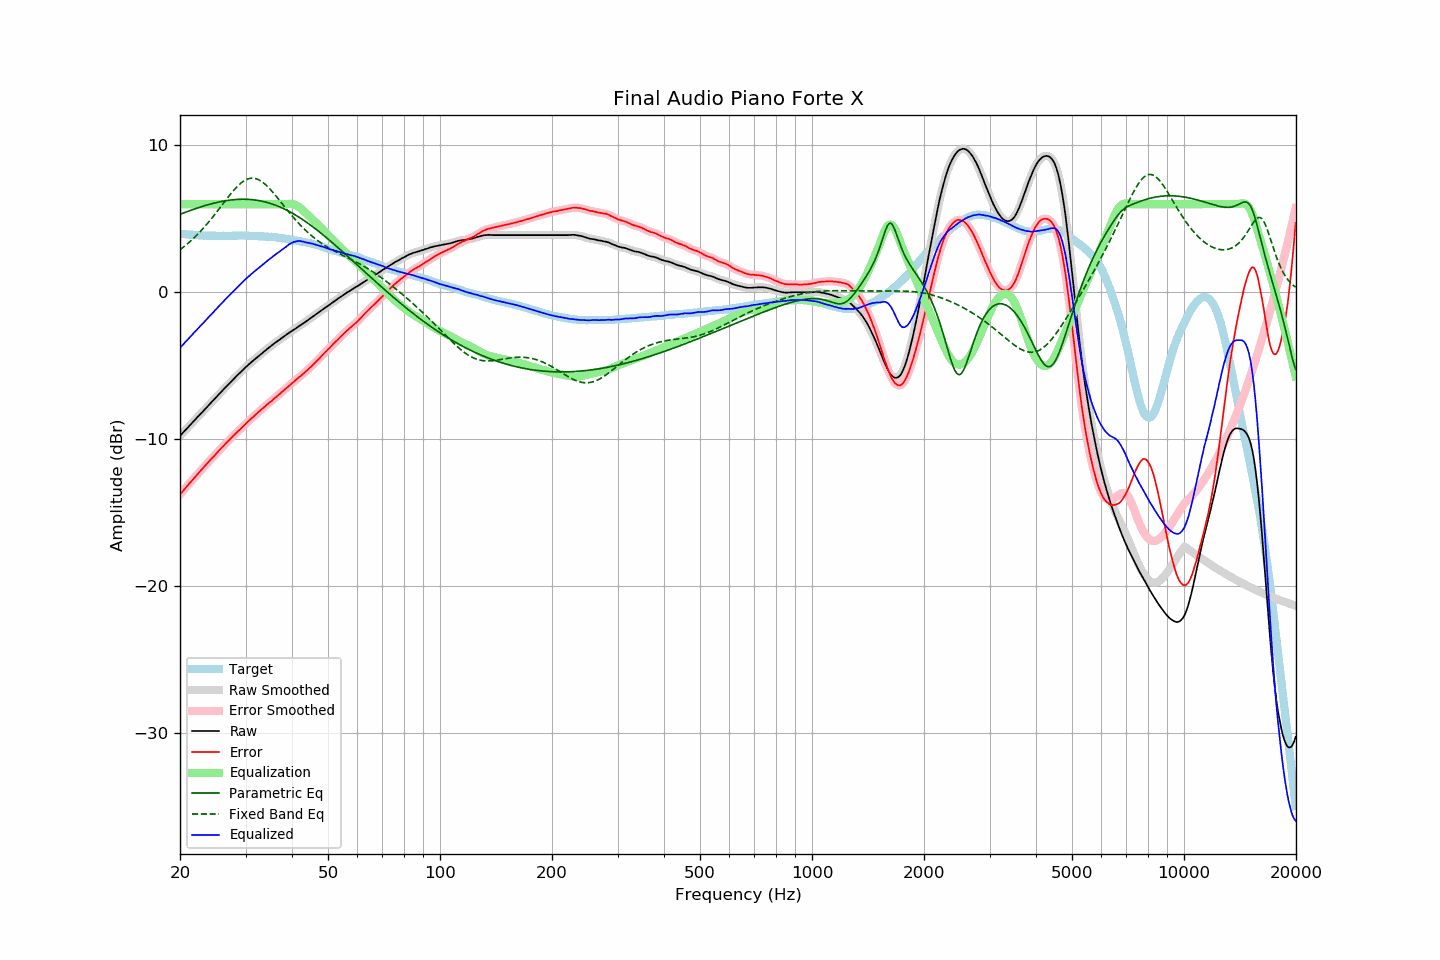 Final Audio Piano Forte X
10
0
−10
−20
−30
Amplitude (dBr)
Target
Raw Smoothed
Error Smoothed
Raw
Error
Equalization
Parametric Eq
Fixed Band Eq
Equalized
20 50 100 200 500 1000 2000 5000 10000 20000
Frequency (Hz)